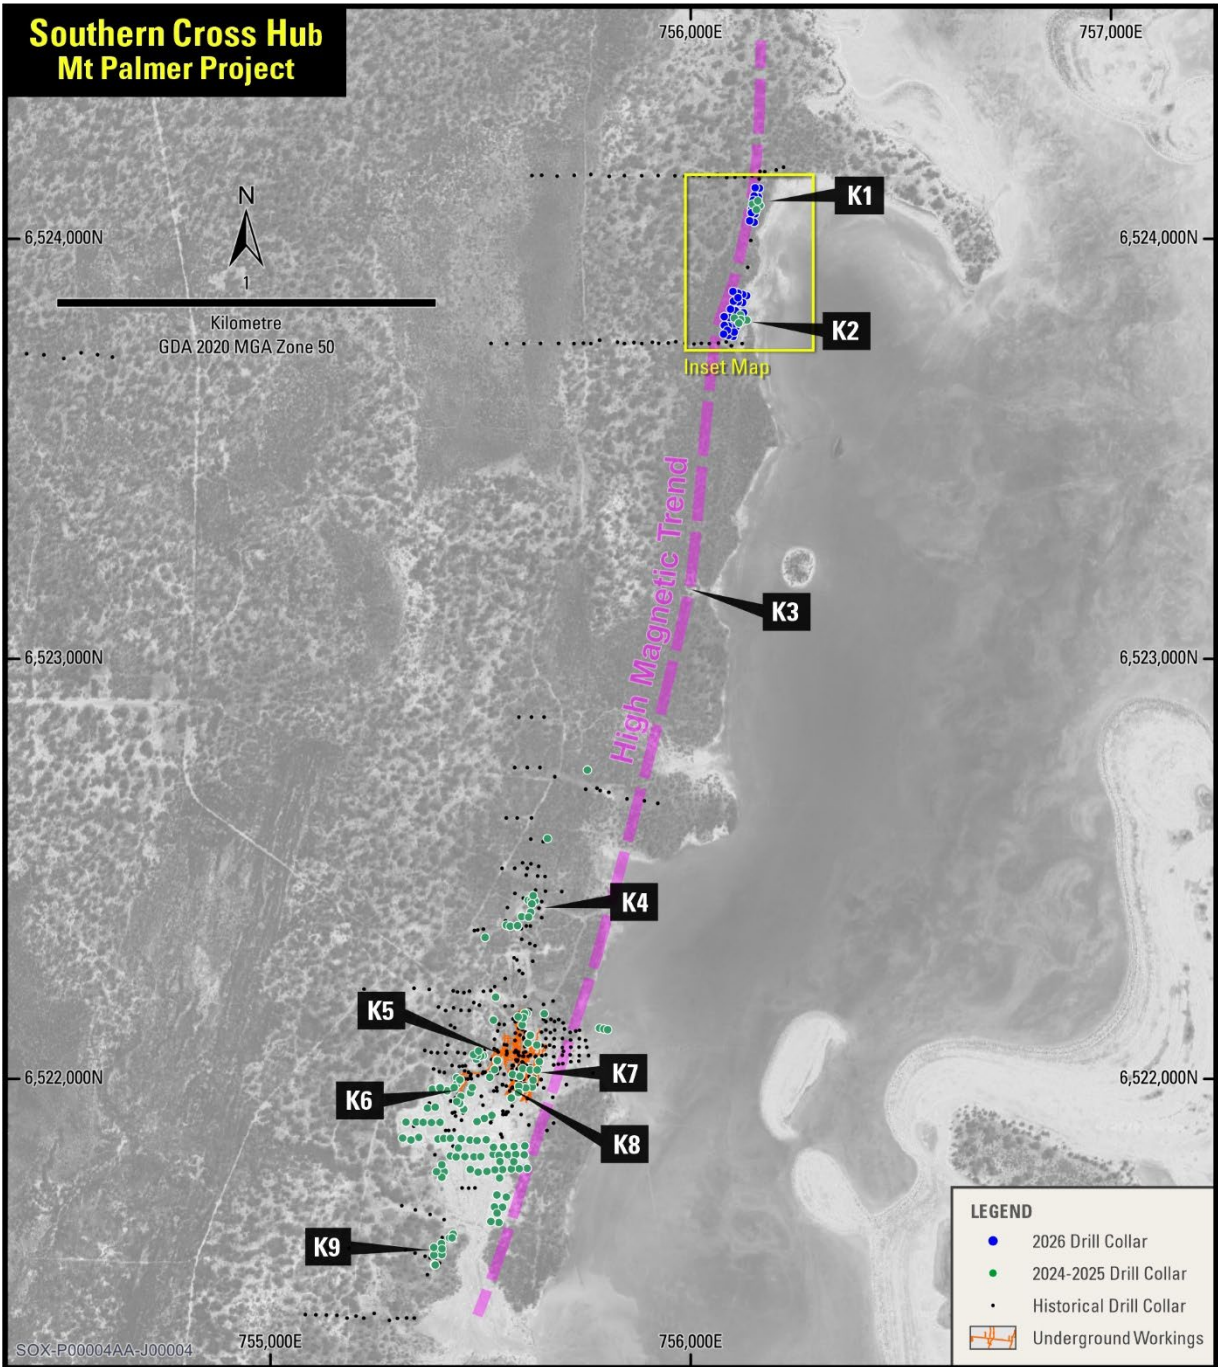 Southern Cross Hub
Mt Palmer Project
756,000E
757,000E
N
1
Kilometre
GDA 2020 MGA Zone 50
6,524,000N
6,524,000N
K1
K2
Inset Map
High Magnetic Trend
K3
6,523,000N
6,523,000N
K4
K5
K7
6,522,000N
6,522,000N
K6
K8
K9
LEGEND
2026 Drill Collar
2024-2025 Drill Collar
Historical Drill Collar
Underground Workings
755,000E
756,000E
SOX-P00004AA-J00004